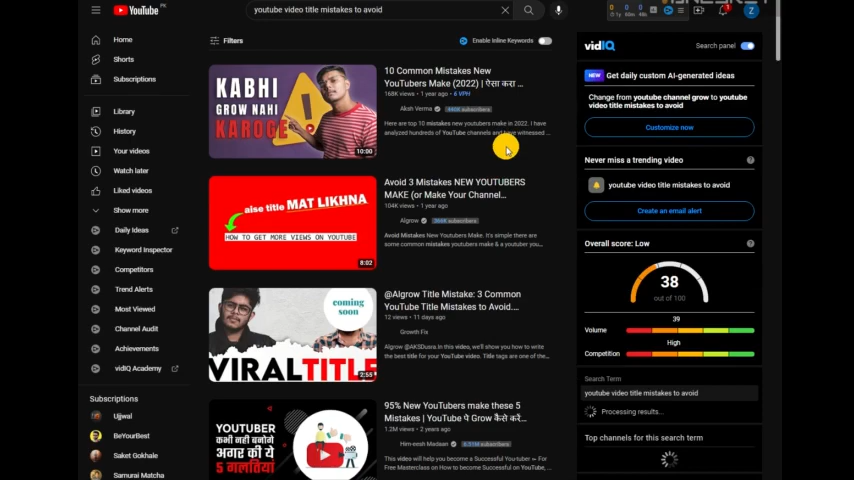 YouTube PK
youtube video title mistakes to avoid
Home
Shorts
Subscriptions
Library
History
Your videos
Watch later
Liked videos
Show more
Daily Ideas
Keyword Inspector
Competitors
Trend Alerts
Most Viewed
Channel Audit
Achievements
vidIQ Academy
Subscriptions
Ujjwal
BeYourBest
Saket Gokhale
Samurai Matcha
Filters
Enable Inline Keywords
KABHI
GROW NAHI
KAROGE
10:00
10 Common Mistakes New
YouTubers Make (2022) | ऐसा करा ...
168K views • 1 year ago • 6 VPH
Aksh Verma
subscribers
Here are top 10 mistakes new youtubers make in 2022. I have
analyzed hundreds of YouTube channels and have witnessed ...
aise title MAT LIKHNA
HOW TO GET MORE VIEWS ON YOUTUBE
8:02
Avoid 3 Mistakes NEW YOUTUBERS
MAKE (or Make Your Channel...
104K views • 1 year ago
Algrow
subscribers
Avoid Mistakes New Youtubers Make. It's simple there are
some common mistakes youtubers make & a youtuber you...
coming
soon
VIRALTITLE
2:55
@Algrow Title Mistake: 3 Common
YouTube Title Mistakes to Avoid....
12 views • 11 days ago
Growth Fix
Algrow @AKSDusra.In this video, we'll show you how to write
the best title for your YouTube video. Title tags are one of the...
YOUTUBER
कभी नही बनोगे
अगर की ये
5 गलतियां
95% New YouTubers make these 5
Mistakes | YouTube पे Grow कैसे करें...
1.2M views • 2 years ago
Him-eesh Madaan
subscribers
This video will help you become a Successful You-tuber ➳ For
Free Masterclass on How to become Successful on YouTube,...
Z
vidIQ
Search panel
NEW Get daily custom AI-generated ideas
Change from youtube channel grow to youtube
video title mistakes to avoid
Customize now
Never miss a trending video
youtube video title mistakes to avoid
Create an email alert
Overall score: Low
38
out of 100
39
Volume
High
Competition
Search Term
youtube video title mistakes to avoid
Processing results...
Top channels for this search term